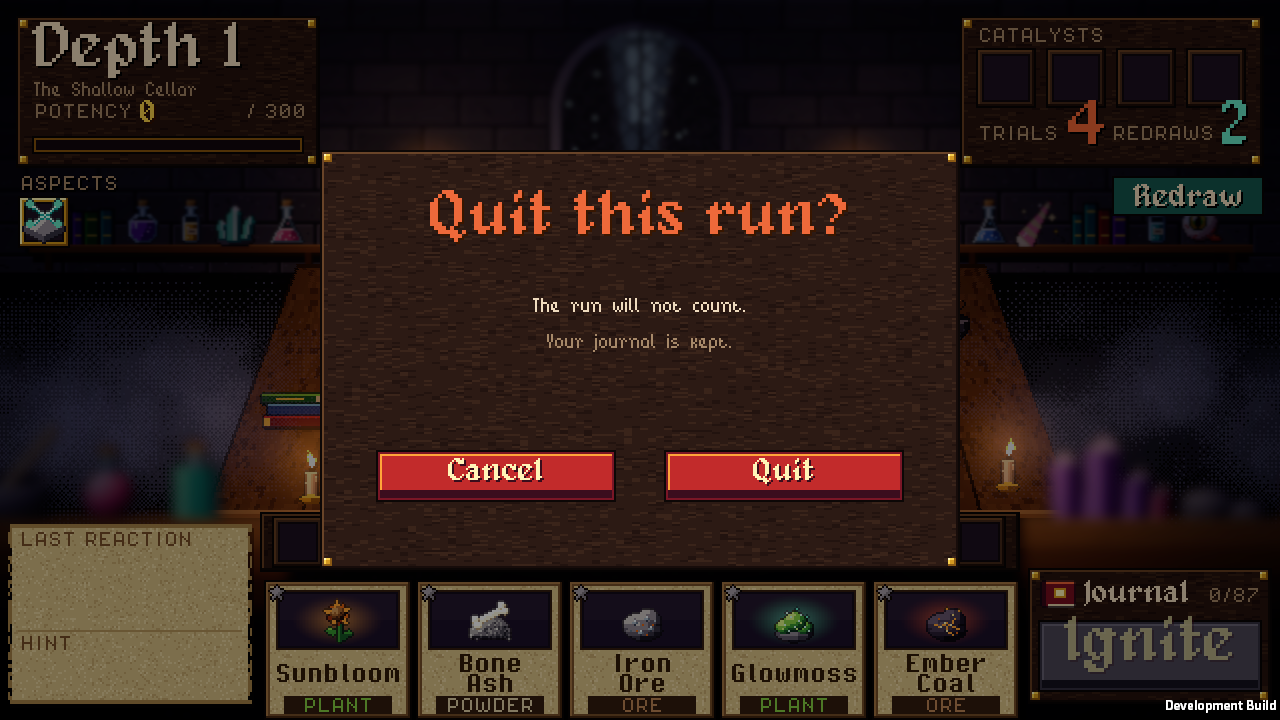 Depth 1
The Shallow Cellar
POTENCY 0 / 300
ASPECTS
CATALYSTS
TRIALS 4 REDRAWS 2
Redraw
Quit this run?
The run will not count.
Your journal is kept.
Cancel
Quit
LAST REACTION
HINT
Sunbloom
PLANT
Bone
Ash
POWDER
Iron
Ore
ORE
Glowmoss
PLANT
Ember
Coal
ORE
Journal 0/87
Ignite
Development Build